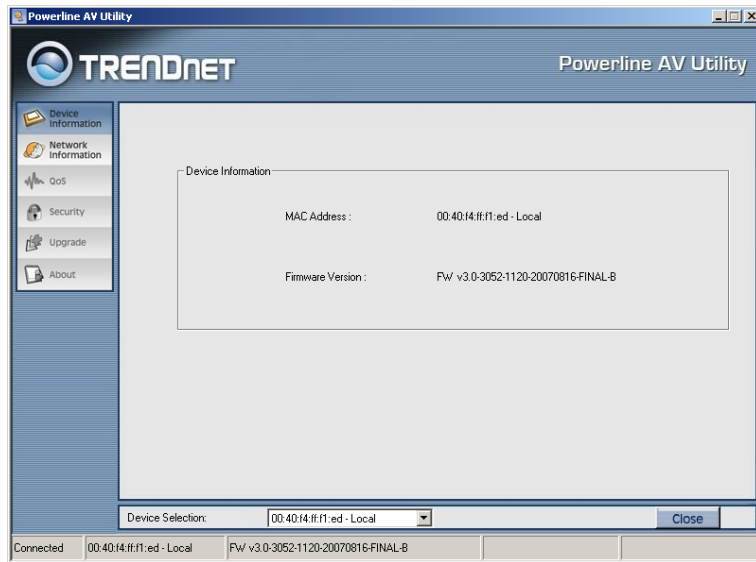 Powerline AV Utility
TRENDNET
Powerline AV Utility
Device
Information
Network
Information
QoS
Security
Upgrade
About
Device Information
MAC Address :
00:40:f4:ff:f1:ed - Local
Firmware Version :
FW v3.0-3052-1120-20070816-FINAL-B
Device Selection:
00:40:f4:ff:f1:ed - Local
Close
Connected
00:40:f4:ff:f1:ed - Local
FW v3.0-3052-1120-20070816-FINAL-B